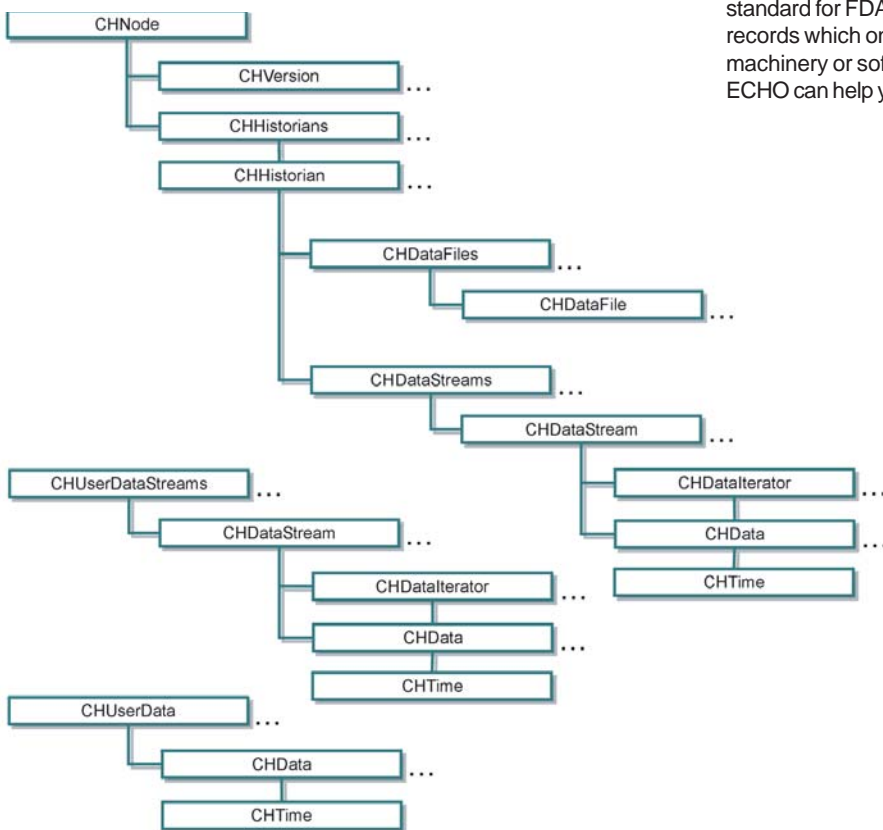 standard for FDA
records which or
machinery or sof
ECHO can help y
CHNode
CHVersion ...
CHHistorians ...
CHHistorian ...
CHDataFiles ...
CHDataFile ...
CHDataStreams ...
CHDataStream ...
CHDataIterator ...
CHData ...
CHTime
CHUserDataStreams ...
CHDataStream ...
CHDataIterator ...
CHData ...
CHTime
CHUserData ...
CHData ...
CHTime